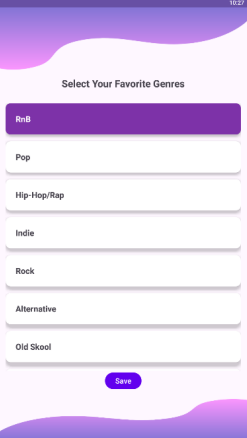 10:27
Select Your Favorite Genres
RnB
Pop
Hip-Hop/Rap
Indie
Rock
Alternative
Old Skool
Save